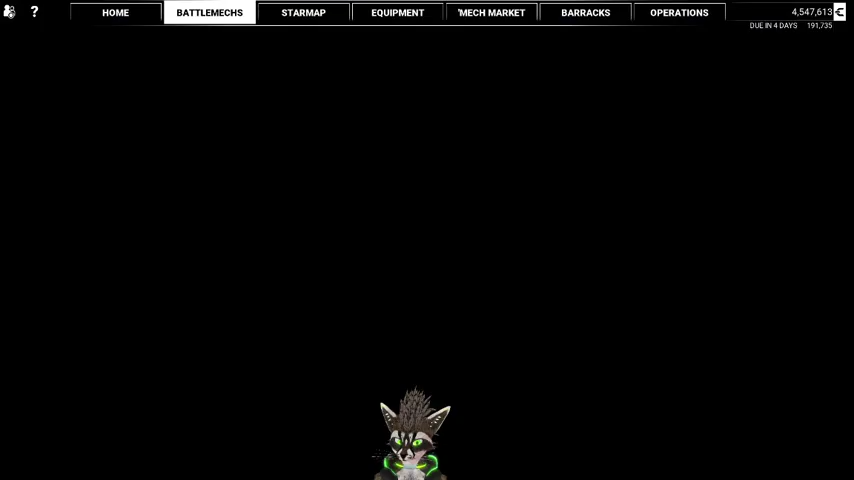 ? HOME BATTLEMECHS STARMAP EQUIPMENT 'MECH MARKET BARRACKS OPERATIONS 4,547,613 €
DUE IN 4 DAYS 191,735